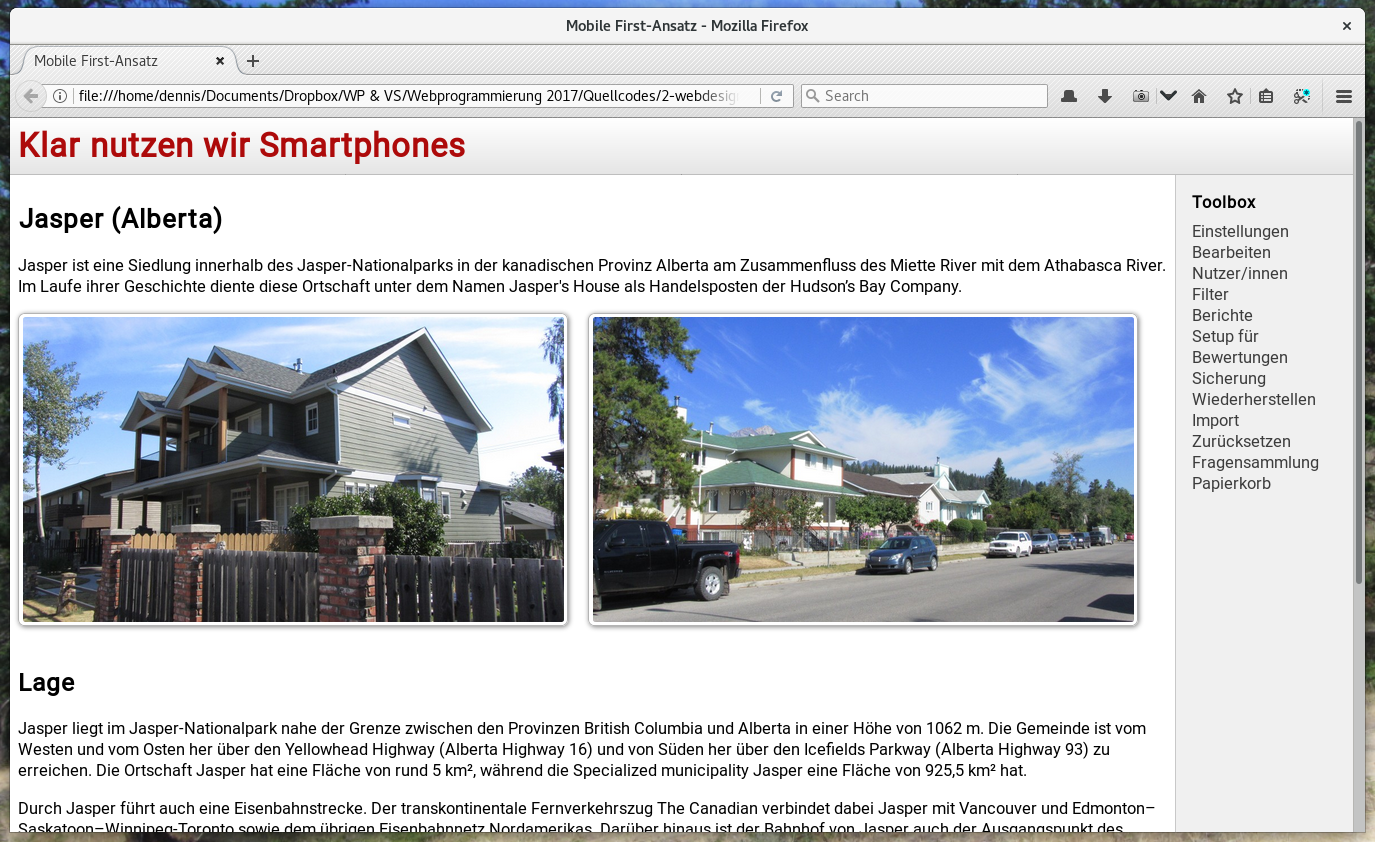 Mobile First-Ansatz - Mozilla Firefox
Mobile First-Ansatz
file:///home/dennis/Documents/Dropbox/WP & VS/Webprogrammierung 2017/Quellcodes/2-webdesign
Search
Klar nutzen wir Smartphones
Jasper (Alberta)
Jasper ist eine Siedlung innerhalb des Jasper-Nationalparks in der kanadischen Provinz Alberta am Zusammenfluss des Miette River mit dem Athabasca River.
Im Laufe ihrer Geschichte diente diese Ortschaft unter dem Namen Jasper's House als Handelsposten der Hudson’s Bay Company.
Lage
Jasper liegt im Jasper-Nationalpark nahe der Grenze zwischen den Provinzen British Columbia und Alberta in einer Höhe von 1062 m. Die Gemeinde ist vom
Westen und vom Osten her über den Yellowhead Highway (Alberta Highway 16) und von Süden her über den Icefields Parkway (Alberta Highway 93) zu
erreichen. Die Ortschaft Jasper hat eine Fläche von rund 5 km², während die Specialized municipality Jasper eine Fläche von 925,5 km² hat.
Durch Jasper führt auch eine Eisenbahnstrecke. Der transkontinentale Fernverkehrszug The Canadian verbindet dabei Jasper mit Vancouver und Edmonton–
Saskatoon–Winnipeg-Toronto sowie dem übrigen Eisenbahnnetz Nordamerikas. Darüber hinaus ist der Bahnhof von Jasper auch der Ausgangspunkt des
Toolbox
Einstellungen
Bearbeiten
Nutzer/innen
Filter
Berichte
Setup für
Bewertungen
Sicherung
Wiederherstellen
Import
Zurücksetzen
Fragensammlung
Papierkorb